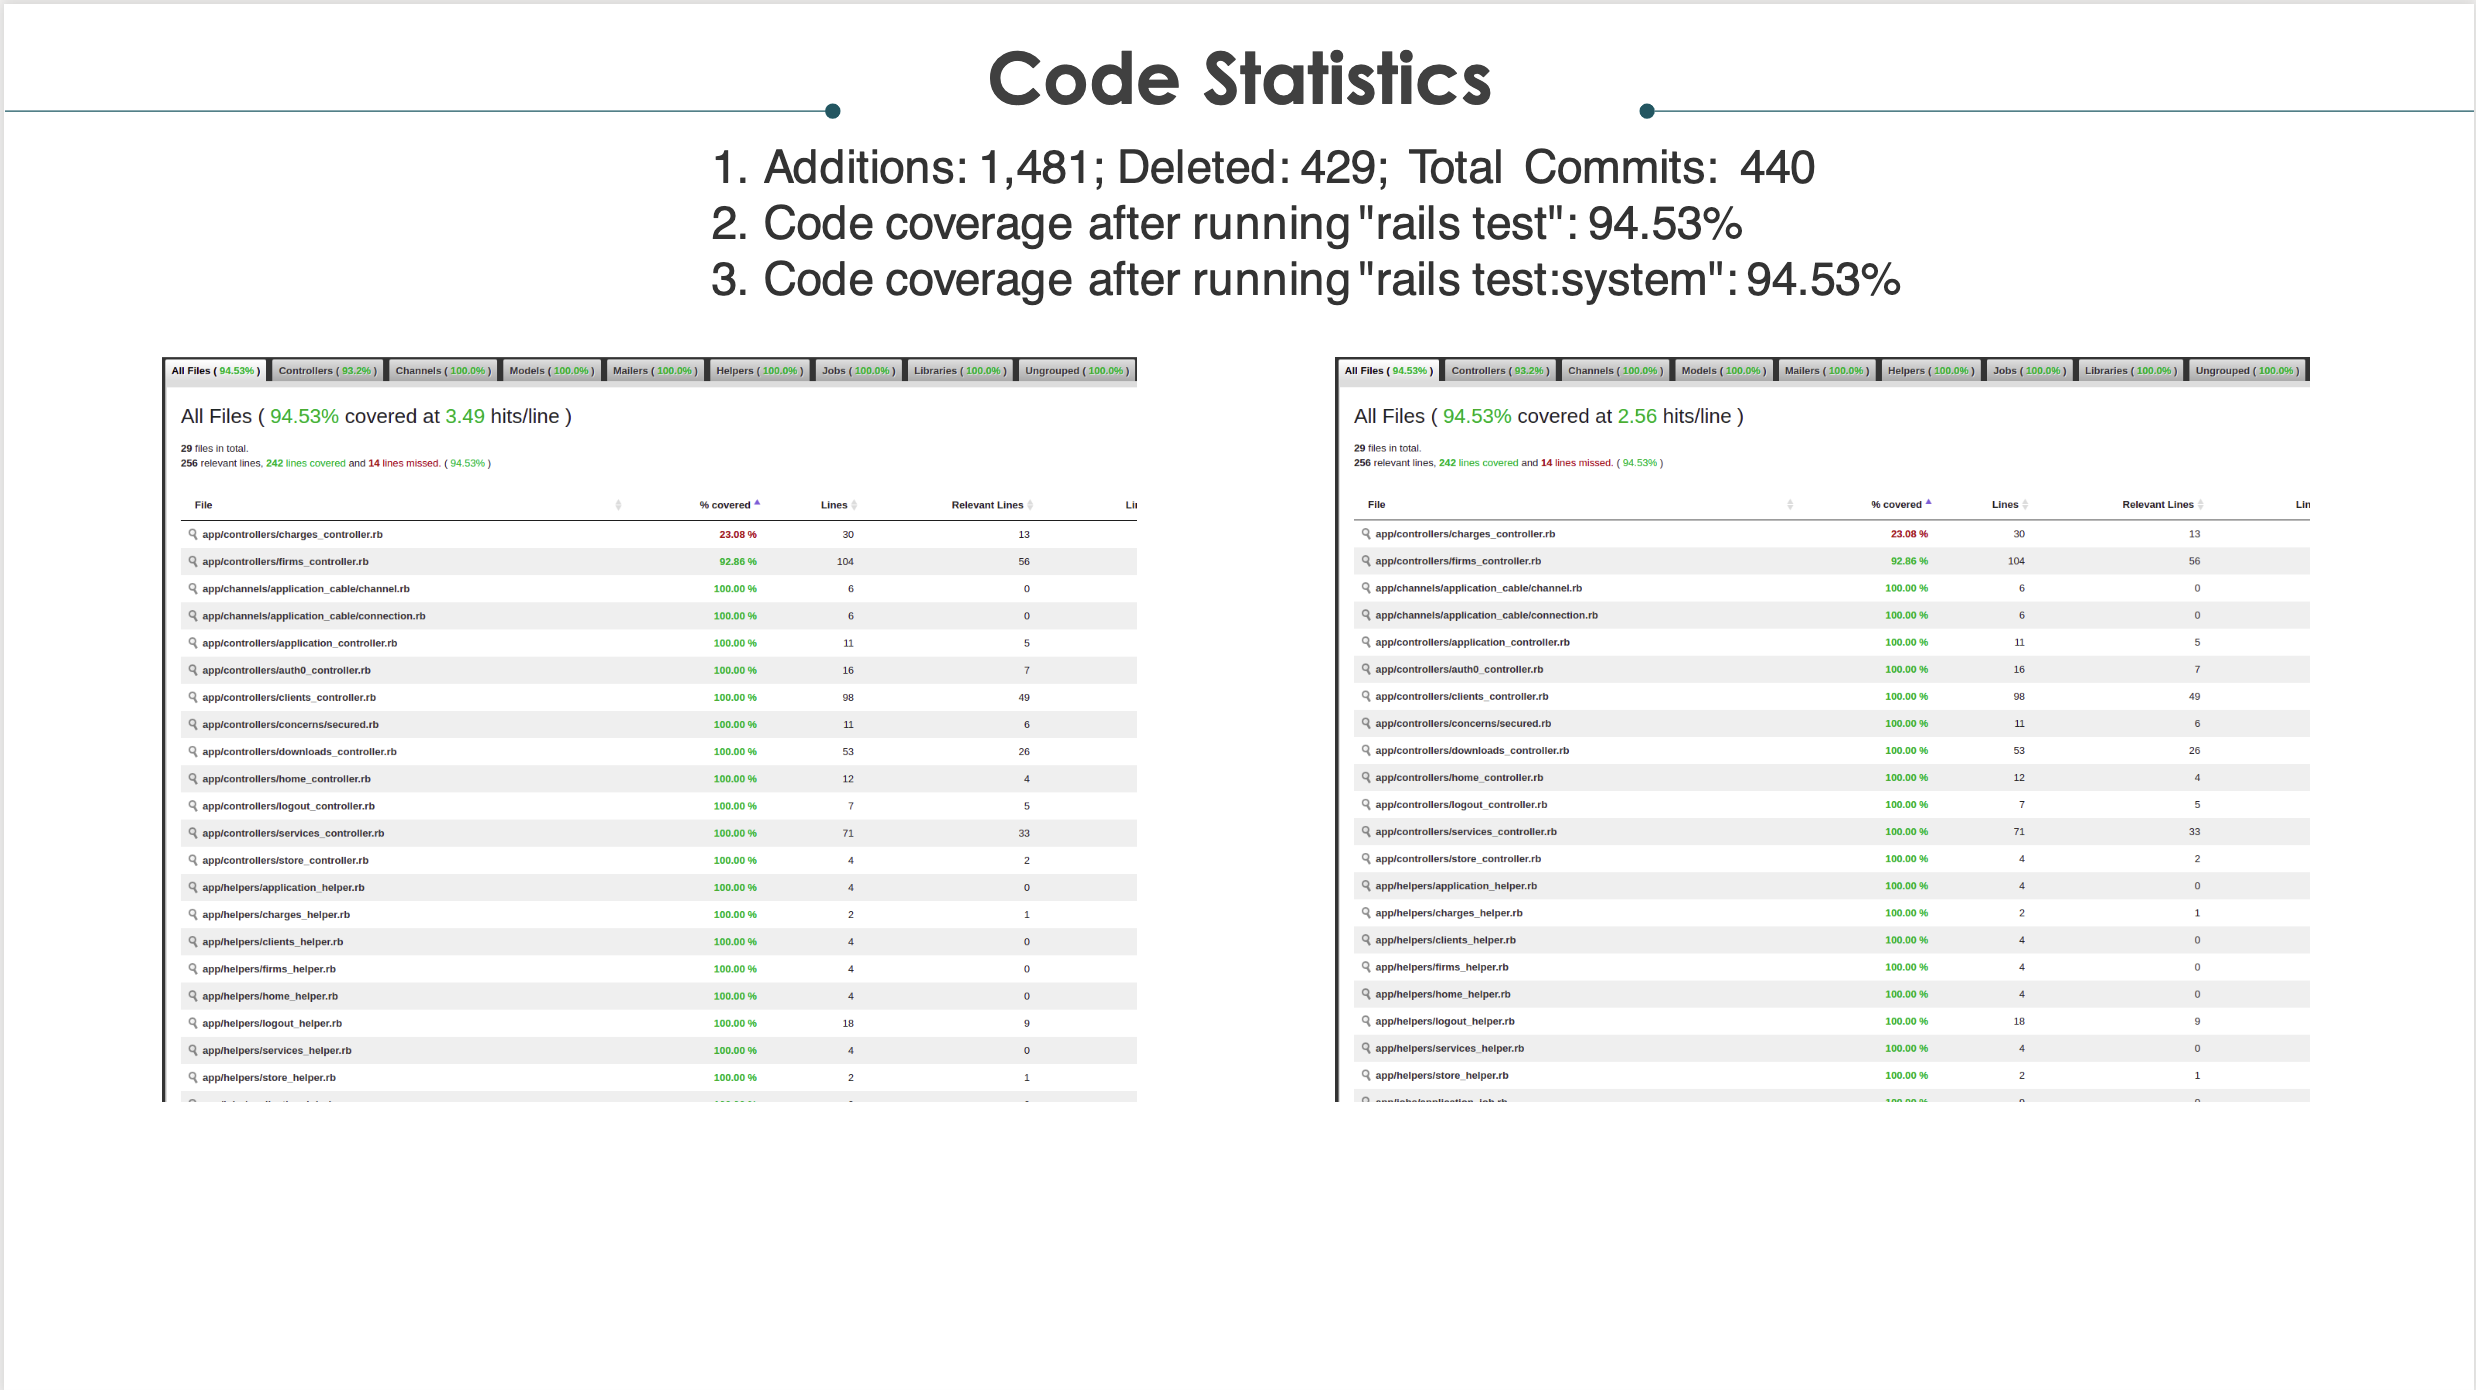 Code Statistics
1. Additions: 1,481; Deleted: 429; Total Commits: 440
2. Code coverage after running "rails test": 94.53%
3. Code coverage after running "rails test:system": 94.53%
All Files ( 94.53% ) Controllers ( 93.2% ) Channels ( 100.0% ) Models ( 100.0% ) Mailers ( 100.0% ) Helpers ( 100.0% ) Jobs ( 100.0% ) Libraries ( 100.0% ) Ungrouped ( 100.0% )
All Files ( 94.53% covered at 3.49 hits/line )
29 files in total.
256 relevant lines, 242 lines covered and 14 lines missed. ( 94.53% )
File % covered Lines Relevant Lines
app/controllers/charges_controller.rb 23.08 % 30 13
app/controllers/firms_controller.rb 92.86 % 104 56
app/channels/application_cable/channel.rb 100.00 % 6 0
app/channels/application_cable/connection.rb 100.00 % 6 0
app/controllers/application_controller.rb 100.00 % 11 5
app/controllers/auth0_controller.rb 100.00 % 16 7
app/controllers/clients_controller.rb 100.00 % 98 49
app/controllers/concerns/secured.rb 100.00 % 11 6
app/controllers/downloads_controller.rb 100.00 % 53 26
app/controllers/home_controller.rb 100.00 % 12 4
app/controllers/logout_controller.rb 100.00 % 7 5
app/controllers/services_controller.rb 100.00 % 71 33
app/controllers/store_controller.rb 100.00 % 4 2
app/helpers/application_helper.rb 100.00 % 4 0
app/helpers/charges_helper.rb 100.00 % 2 1
app/helpers/clients_helper.rb 100.00 % 4 0
app/helpers/firms_helper.rb 100.00 % 4 0
app/helpers/home_helper.rb 100.00 % 4 0
app/helpers/logout_helper.rb 100.00 % 18 9
app/helpers/services_helper.rb 100.00 % 4 0
app/helpers/store_helper.rb 100.00 % 2 1
All Files ( 94.53% ) Controllers ( 93.2% ) Channels ( 100.0% ) Models ( 100.0% ) Mailers ( 100.0% ) Helpers ( 100.0% ) Jobs ( 100.0% ) Libraries ( 100.0% ) Ungrouped ( 100.0% )
All Files ( 94.53% covered at 2.56 hits/line )
29 files in total.
256 relevant lines, 242 lines covered and 14 lines missed. ( 94.53% )
File % covered Lines Relevant Lines
app/controllers/charges_controller.rb 23.08 % 30 13
app/controllers/firms_controller.rb 92.86 % 104 56
app/channels/application_cable/channel.rb 100.00 % 6 0
app/channels/application_cable/connection.rb 100.00 % 6 0
app/controllers/application_controller.rb 100.00 % 11 5
app/controllers/auth0_controller.rb 100.00 % 16 7
app/controllers/clients_controller.rb 100.00 % 98 49
app/controllers/concerns/secured.rb 100.00 % 11 6
app/controllers/downloads_controller.rb 100.00 % 53 26
app/controllers/home_controller.rb 100.00 % 12 4
app/controllers/logout_controller.rb 100.00 % 7 5
app/controllers/services_controller.rb 100.00 % 71 33
app/controllers/store_controller.rb 100.00 % 4 2
app/helpers/application_helper.rb 100.00 % 4 0
app/helpers/charges_helper.rb 100.00 % 2 1
app/helpers/clients_helper.rb 100.00 % 4 0
app/helpers/firms_helper.rb 100.00 % 4 0
app/helpers/home_helper.rb 100.00 % 4 0
app/helpers/logout_helper.rb 100.00 % 18 9
app/helpers/services_helper.rb 100.00 % 4 0
app/helpers/store_helper.rb 100.00 % 2 1